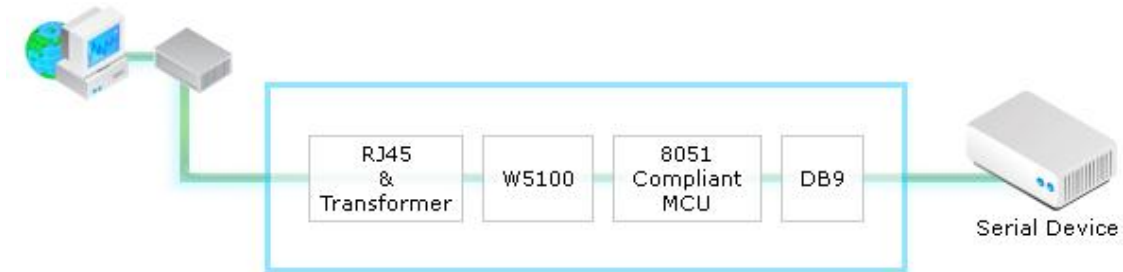 RJ45
&
Transformer
W5100
8051
Compliant
MCU
DB9
Serial Device